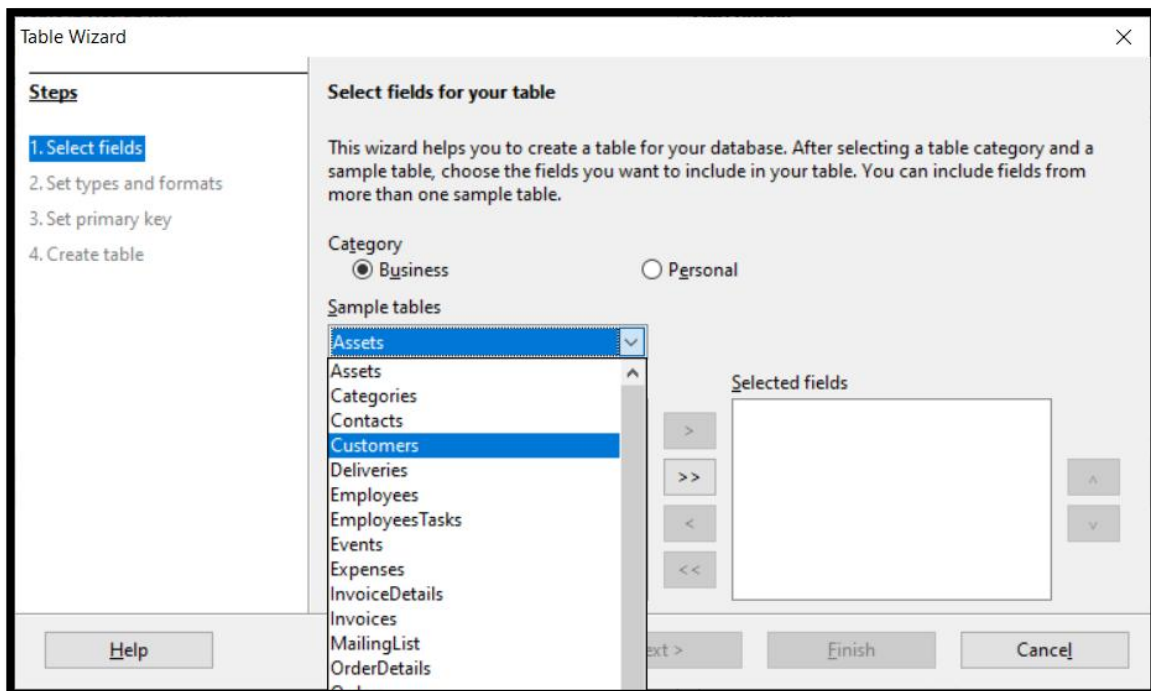 Table Wizard
Steps
1. Select fields
2. Set types and formats
3. Set primary key
4. Create table
Select fields for your table
This wizard helps you to create a table for your database. After selecting a table category and a
sample table, choose the fields you want to include in your table. You can include fields from
more than one sample table.
Category
Business
Personal
Sample tables
Assets
Assets
Categories
Contacts
Customers
Deliveries
Employees
EmployeesTasks
Events
Expenses
InvoiceDetails
Invoices
MailingList
OrderDetails
Selected fields
>
>>
<
<<
Help
ext >
Finish
Cancel